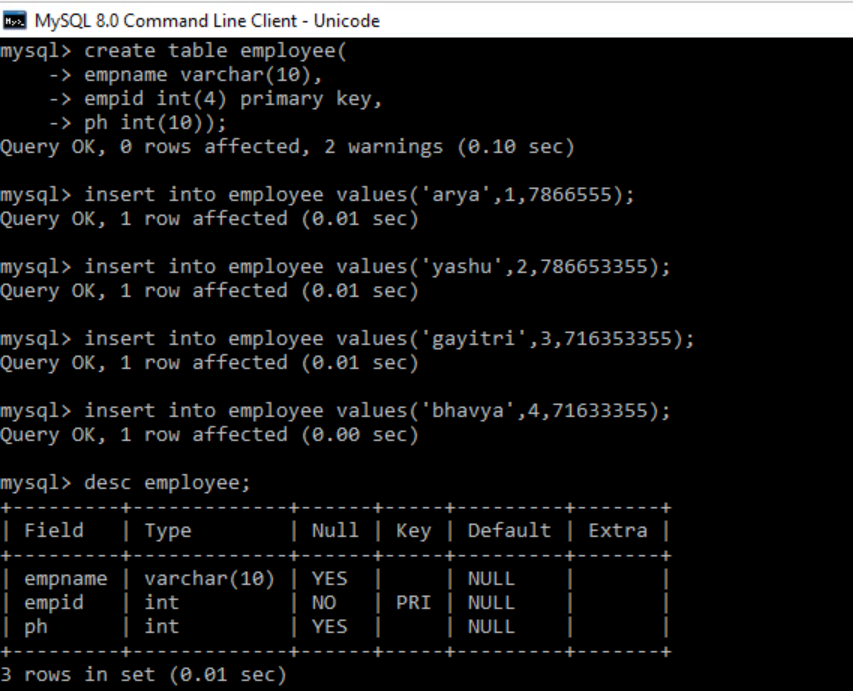 MySQL 8.0 Command Line Client - Unicode
mysql> create table employee(
    -> empname varchar(10),
    -> empid int(4) primary key,
    -> ph int(10));
Query OK, 0 rows affected, 2 warnings (0.10 sec)

mysql> insert into employee values('arya',1,7866555);
Query OK, 1 row affected (0.01 sec)

mysql> insert into employee values('yashu',2,786653355);
Query OK, 1 row affected (0.01 sec)

mysql> insert into employee values('gayitri',3,716353355);
Query OK, 1 row affected (0.01 sec)

mysql> insert into employee values('bhavya',4,71633355);
Query OK, 1 row affected (0.00 sec)

mysql> desc employee;
+---------+-------------+------+-----+---------+-------+
| Field   | Type        | Null | Key | Default | Extra |
+---------+-------------+------+-----+---------+-------+
| empname | varchar(10) | YES  |     | NULL    |       |
| empid   | int         | NO   | PRI | NULL    |       |
| ph      | int         | YES  |     | NULL    |       |
+---------+-------------+------+-----+---------+-------+
3 rows in set (0.01 sec)